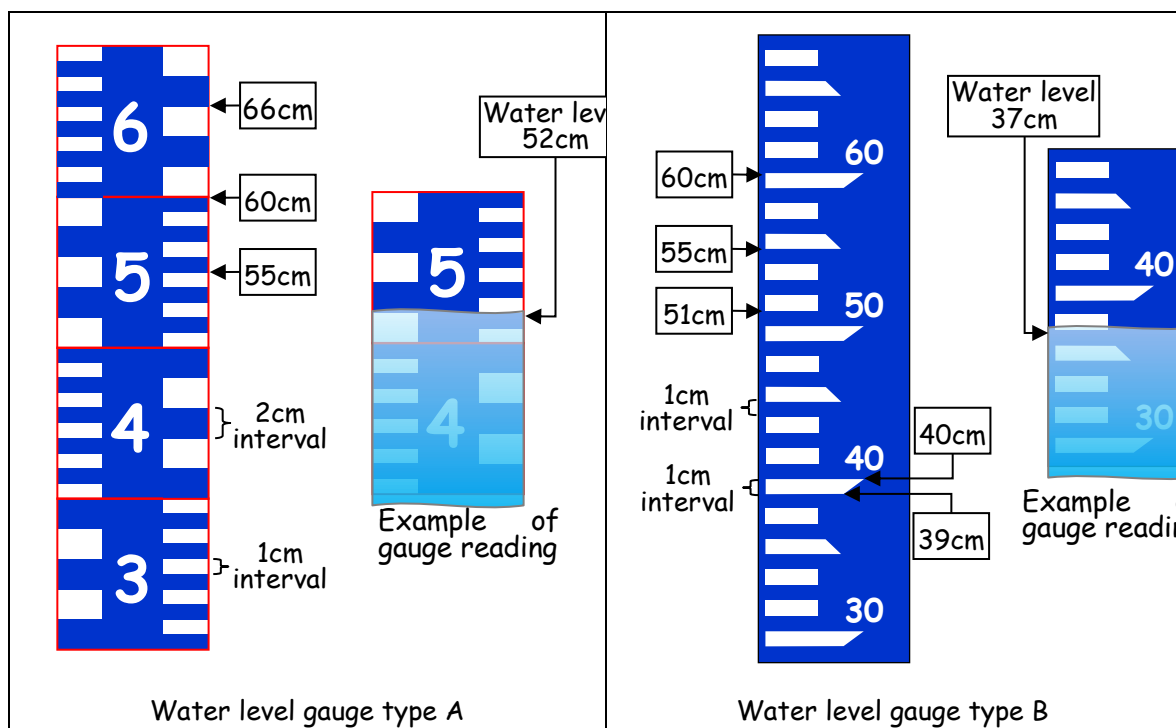 6
66cm
60cm
5
55cm
4
2cm
interval
3
1cm
interval
Water lev
52cm
5
4
Example of
gauge reading
Water level gauge type A
60
60cm
55cm
50
51cm
1cm
interval
40
40cm
1cm
interval
39cm
30
Water level
37cm
40
30
Example
gauge readin
Water level gauge type B